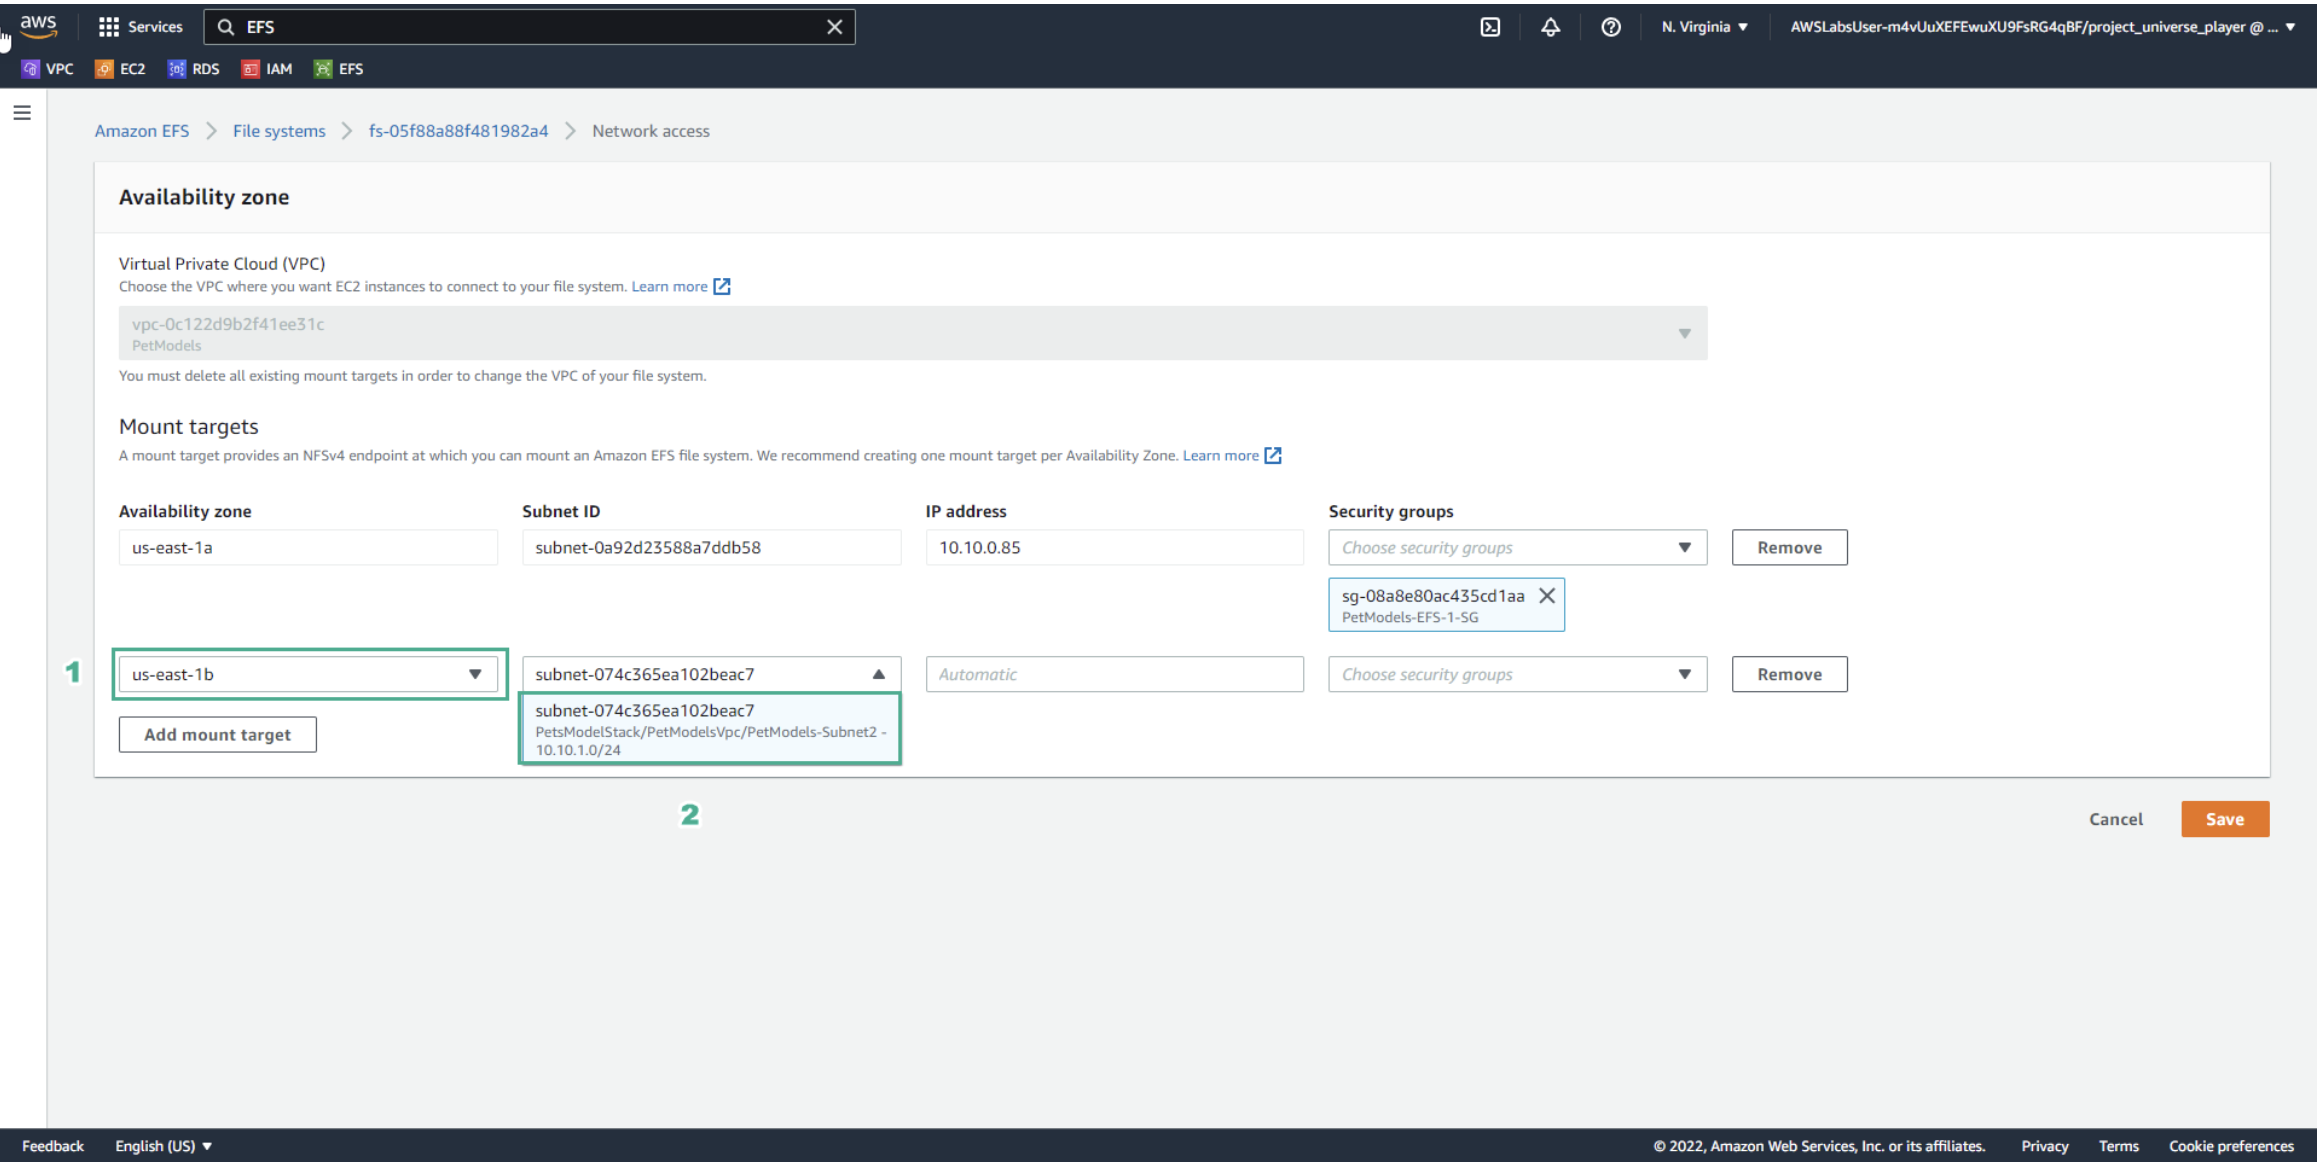 aws
Services
EFS
N. Virginia ▼
AWSLabsUser-m4vUuXEFEwuXU9FsRG4qBF/project_universe_player @ ... ▼
VPC
EC2
RDS
IAM
EFS
Amazon EFS > File systems > fs-05f88a88f481982a4 > Network access
Availability zone
Virtual Private Cloud (VPC)
Choose the VPC where you want EC2 instances to connect to your file system. Learn more
vpc-0c122d9b2f41ee31c
PetModels
You must delete all existing mount targets in order to change the VPC of your file system.
Mount targets
A mount target provides an NFSv4 endpoint at which you can mount an Amazon EFS file system. We recommend creating one mount target per Availability Zone. Learn more
Availability zone
Subnet ID
IP address
Security groups
us-east-1a
subnet-0a92d23588a7ddb58
10.10.0.85
Choose security groups
Remove
sg-08a8e80ac435cd1aa
PetModels-EFS-1-SG
1
us-east-1b
subnet-074c365ea102beac7
Automatic
Choose security groups
Remove
subnet-074c365ea102beac7
PetsModelStack/PetModelsVpc/PetModels-Subnet2 -
10.10.1.0/24
Add mount target
2
Cancel
Save
Feedback
English (US) ▼
© 2022, Amazon Web Services, Inc. or its affiliates.
Privacy
Terms
Cookie preferences